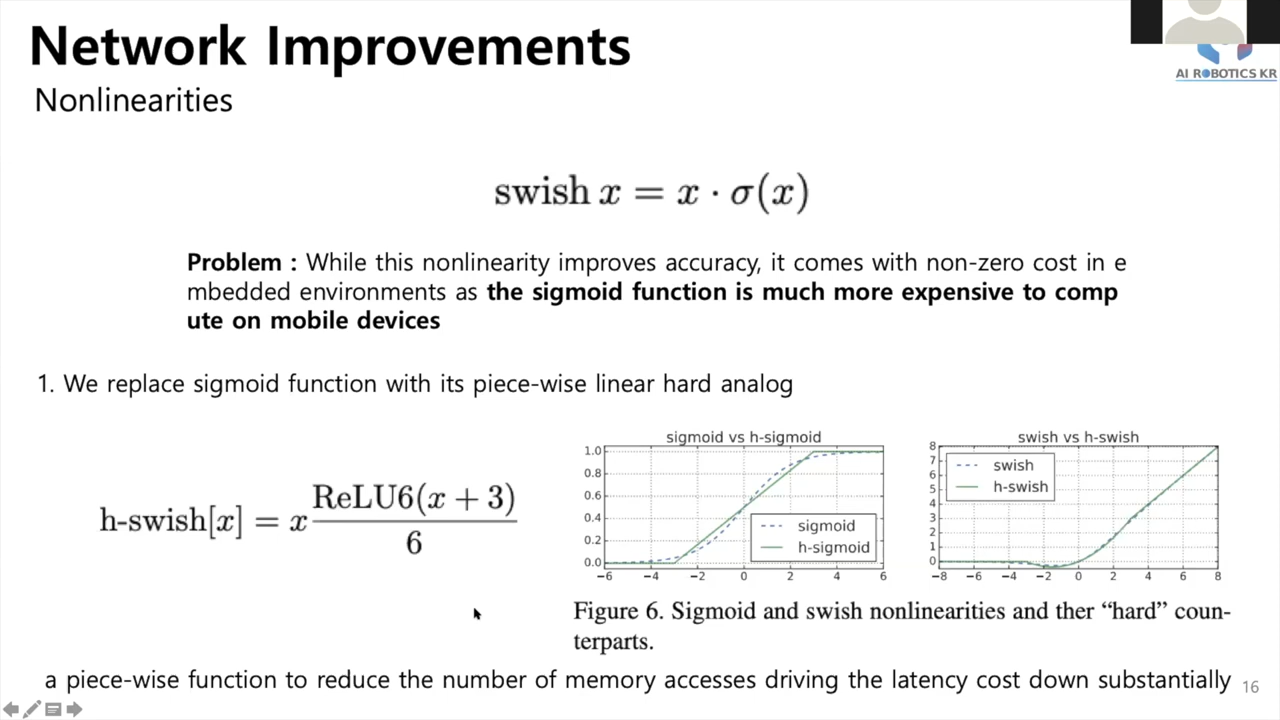 Network Improvements
Nonlinearities
AI ROBOTICS KR
swish x = x · σ(x)
Problem : While this nonlinearity improves accuracy, it comes with non-zero cost in e
mbedded environments as the sigmoid function is much more expensive to comp
ute on mobile devices
1. We replace sigmoid function with its piece-wise linear hard analog
h-swish[x] = x ReLU6(x + 3)
6
sigmoid vs h-sigmoid
1.0
0.8
0.6
0.4
0.2
0.0
−6 −4 −2 0 2 4 6
sigmoid
h-sigmoid
swish vs h-swish
8
7
6
5
4
3
2
1
0
−8 −6 −4 −2 0 2 4 6 8
swish
h-swish
Figure 6. Sigmoid and swish nonlinearities and ther “hard” coun-
terparts.
a piece-wise function to reduce the number of memory accesses driving the latency cost down substantially
16